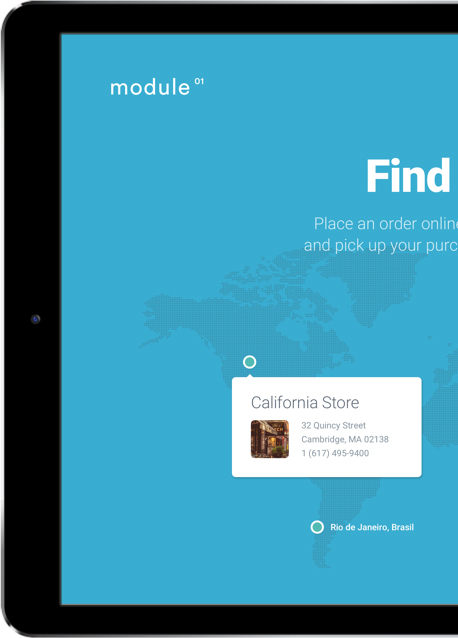 module 01
Find
Place an order online
and pick up your purc
California Store
32 Quincy Street
Cambridge, MA 02138
1 (617) 495-9400
Rio de Janeiro, Brasil